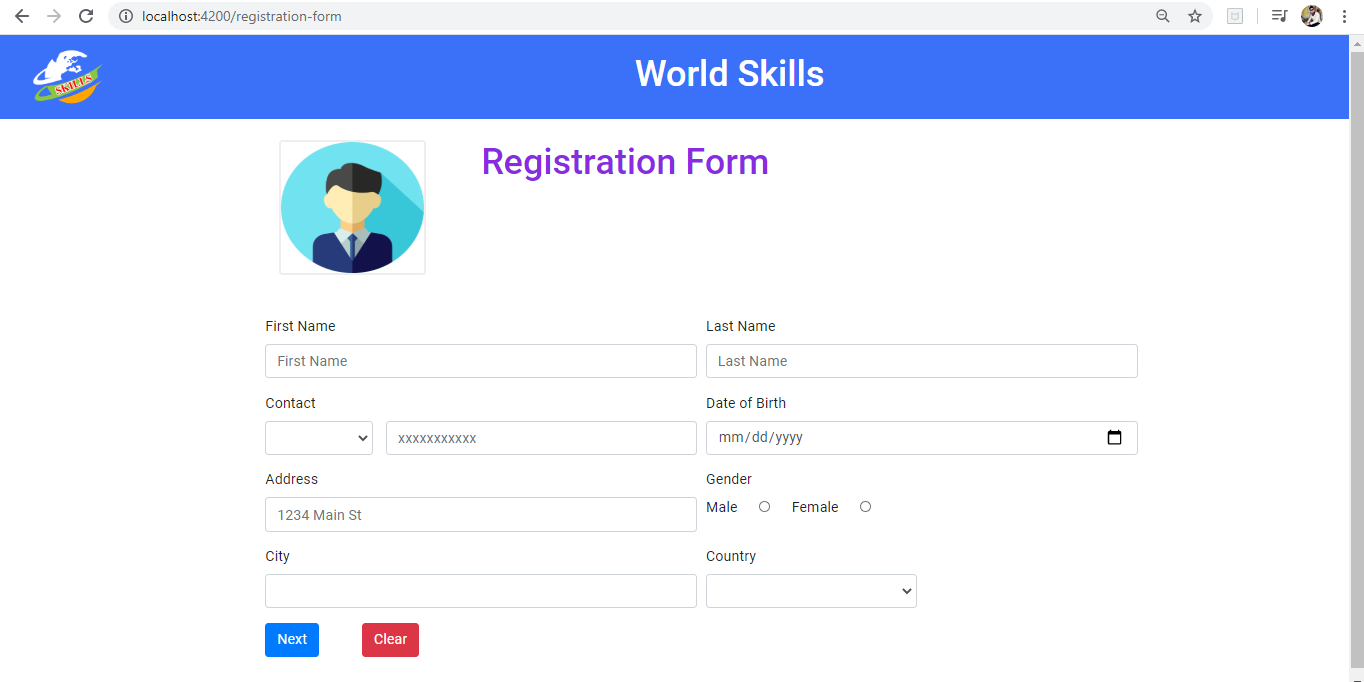 localhost:4200/registration-form
SKILLS
World Skills
Registration Form
First Name
Last Name
First Name
Last Name
Contact
Date of Birth
xxxxxxxxxxx
mm/dd/yyyy
Address
Gender
1234 Main St
Male
Female
City
Country
Next
Clear